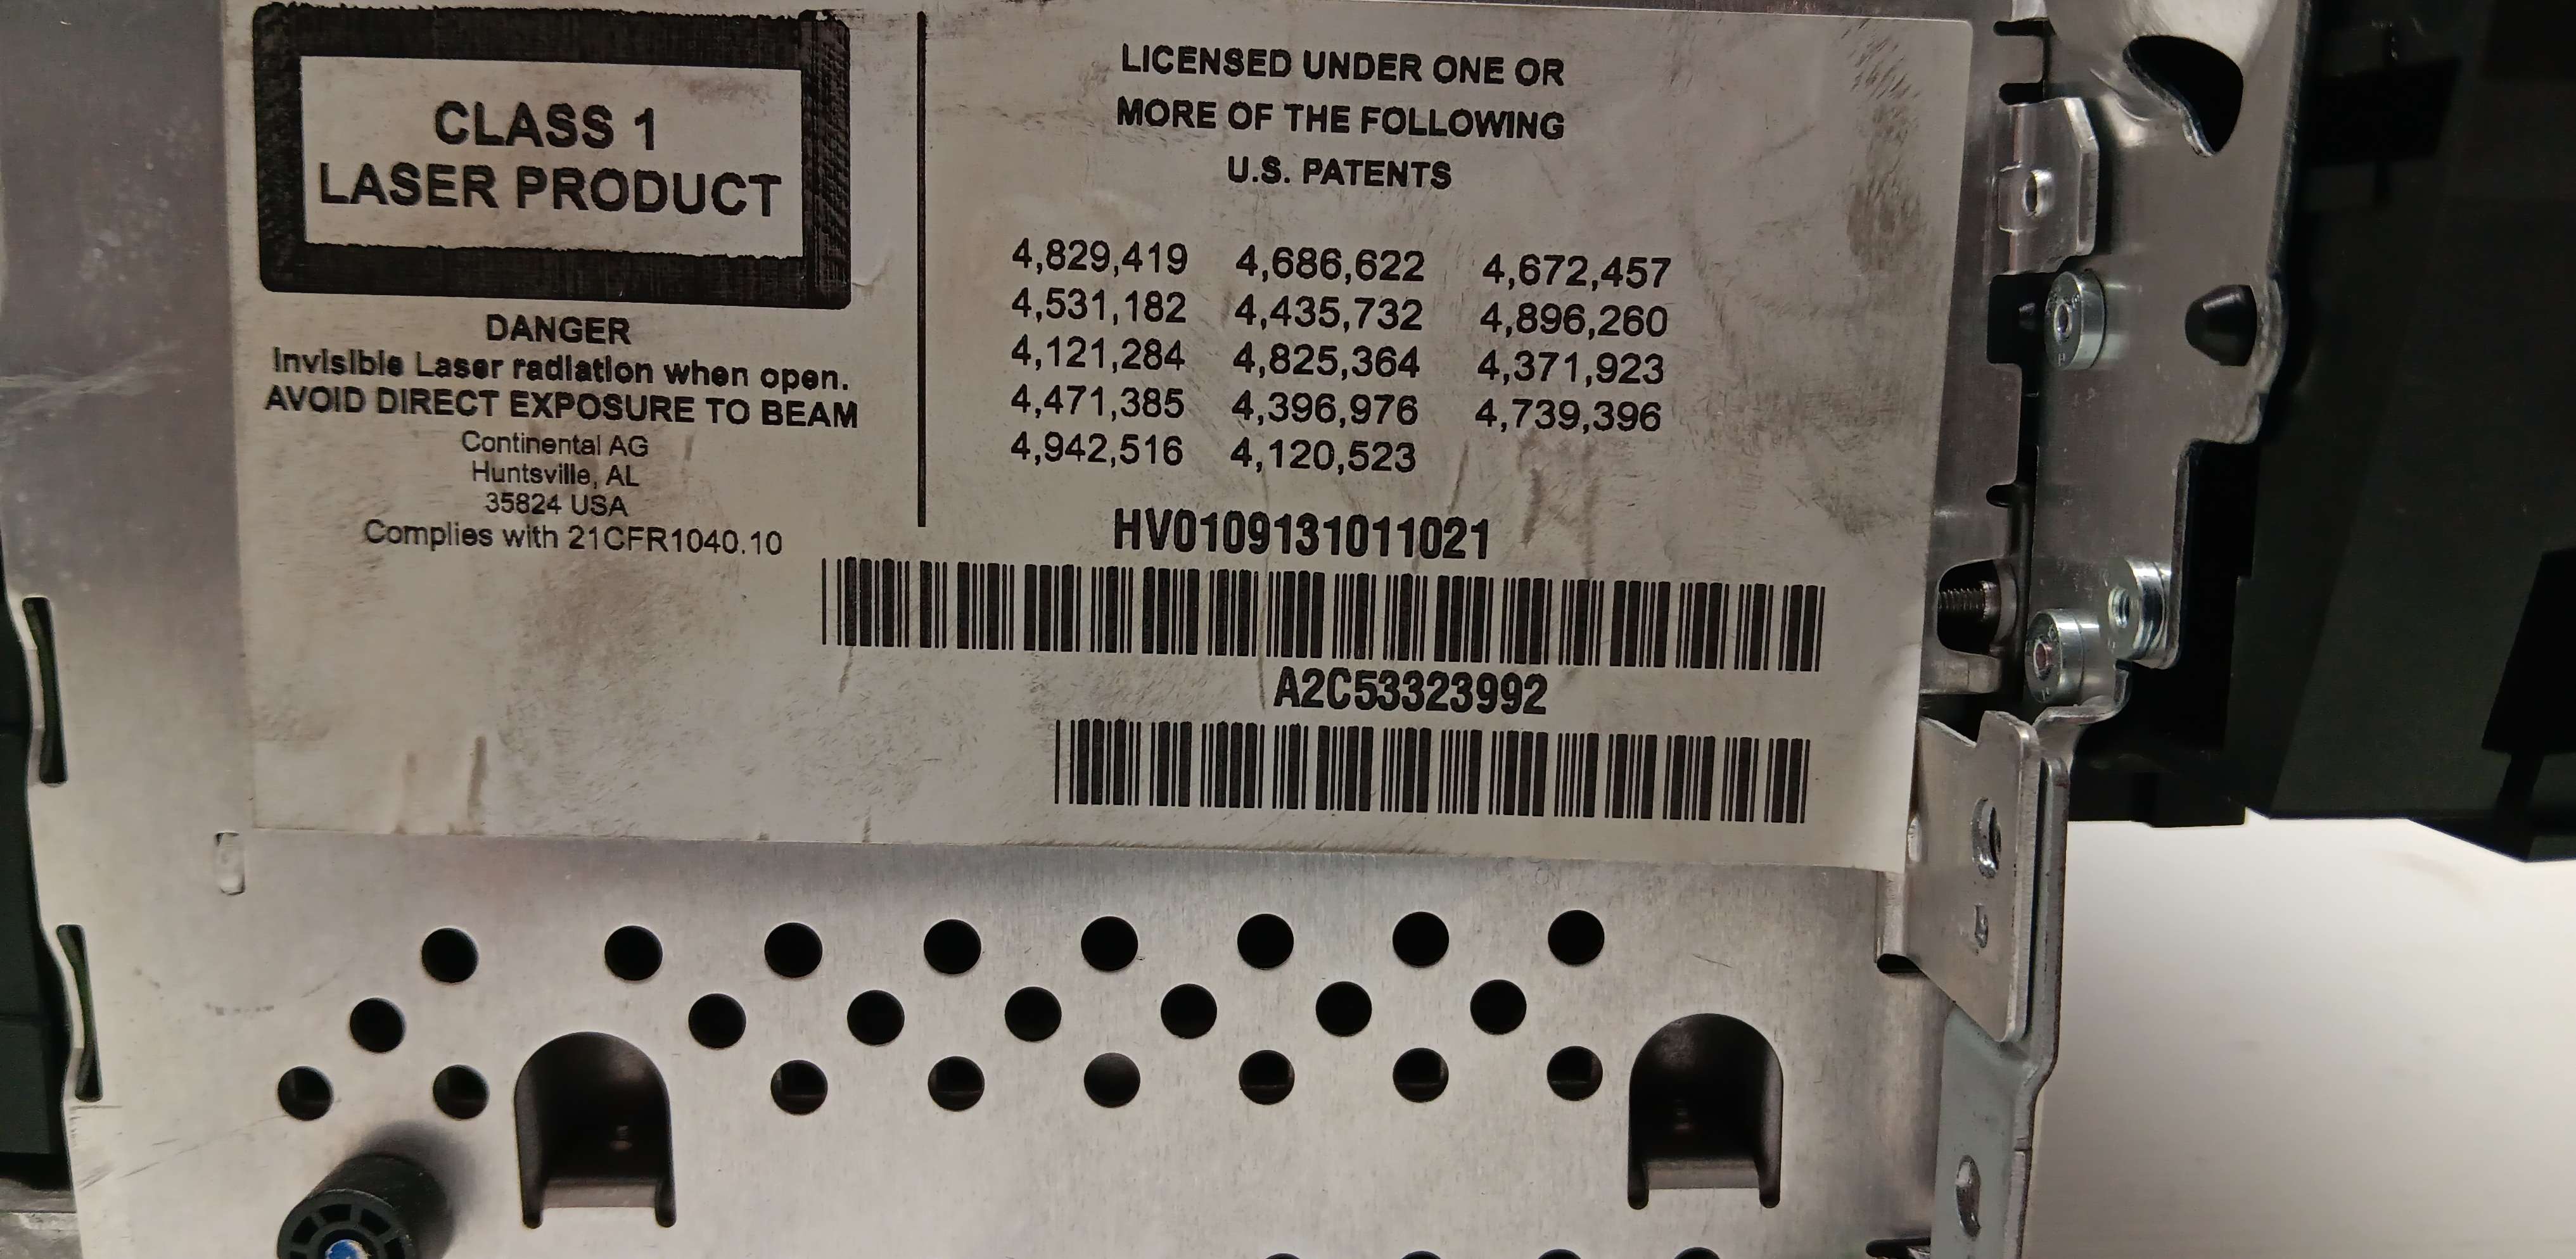 CLASS 1
LASER PRODUCT
DANGER
Invisible Laser radiation when open.
AVOID DIRECT EXPOSURE TO BEAM
Continental AG
Huntsville, AL
35824 USA
Complies with 21CFR1040.10
LICENSED UNDER ONE OR
MORE OF THE FOLLOWING
U.S. PATENTS
4,829,419 4,686,622 4,672,457
4,531,182 4,435,732 4,896,260
4,121,284 4,825,364 4,371,923
4,471,385 4,396,976 4,739,396
4,942,516 4,120,523
HV0109131011021
A2C53323992